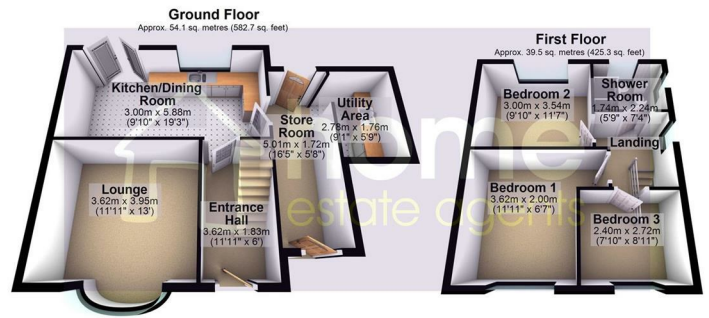 Ground Floor
Approx. 54.1 sq. metres (582.7 sq. feet)
Kitchen/Dining
Room
3.00m x 5.88m
(9'10" x 19'3")
Store
Room
5.01m x 1.72m
(16'5" x 5'8")
Utility
Area
2.78m x 1.76m
(9'1" x 5'9")
Lounge
3.62m x 3.95m
(11'11" x 13')
Entrance
Hall
3.62m x 1.83m
(11'11" x 6')
First Floor
Approx. 39.5 sq. metres (425.3 sq. feet)
Bedroom 2
3.00m x 3.54m
(9'10" x 11'7")
Shower
Room
1.74m x 2.24m
(5'9" x 7'4")
Landing
Bedroom 1
3.62m x 2.00m
(11'11" x 6'7")
Bedroom 3
2.40m x 2.72m
(7'10" x 8'11")
home
estate agents